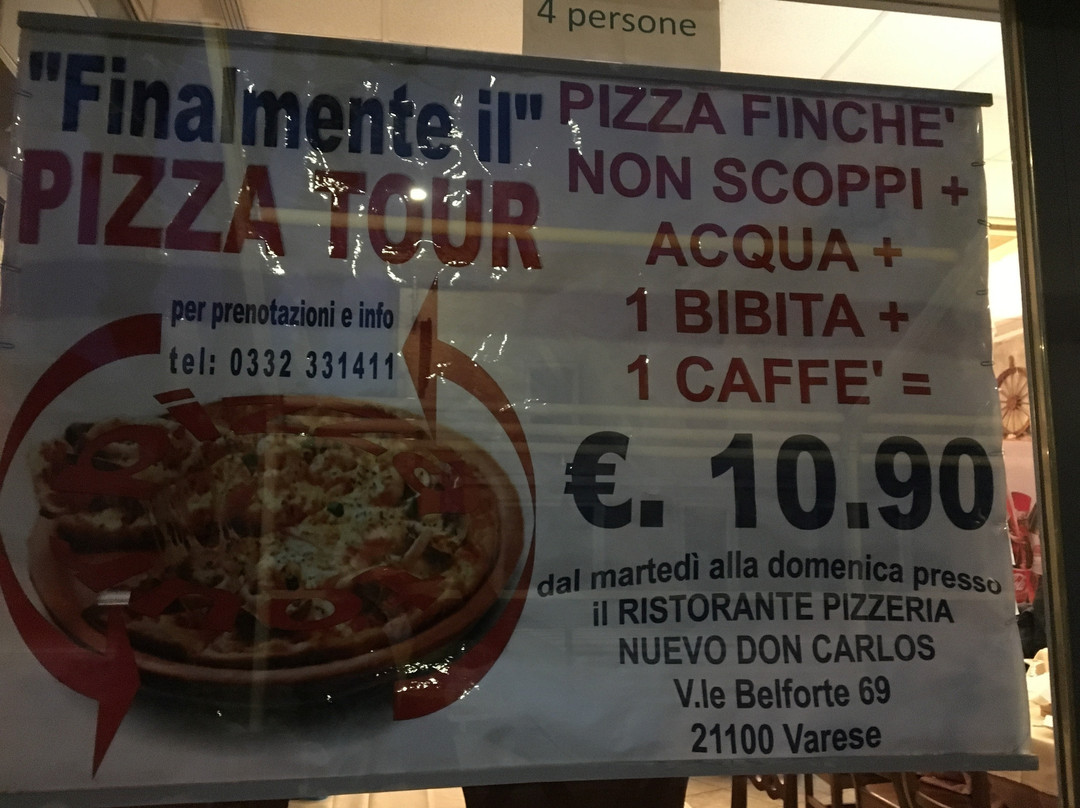 4 persone
"Finalmente il"
PIZZA TOUR
per prenotazioni e info
tel: 0332 331411
PIZZA FINCHE'
NON SCOPPI +
ACQUA +
1 BIBITA +
1 CAFFE' =
€. 10.90
dal martedì alla domenica presso
il RISTORANTE PIZZERIA
NUEVO DON CARLOS
V.le Belforte 69
21100 Varese